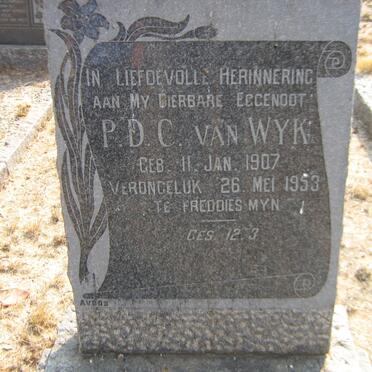 IN LIEFDEVOLLE HERINNERING
AAN MY DIERBARE EGGENOOT
P.D.C. VAN WYK
GEB. 11. JAN. 1907
VERONGELUK 26. MEI 1953
TE FREDDIES MYN
GES. 12.3
AVBOB